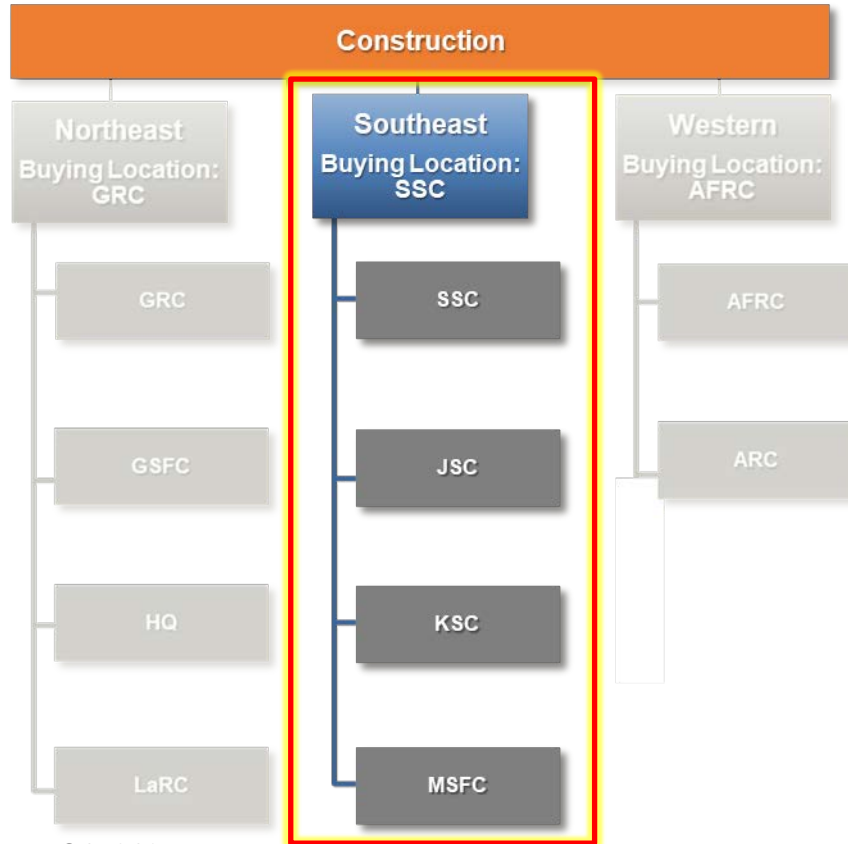 Construction
Northeast
Buying Location:
GRC
GRC
GSFC
HQ
LaRC
Southeast
Buying Location:
SSC
SSC
JSC
KSC
MSFC
Western
Buying Location:
AFRC
AFRC
ARC